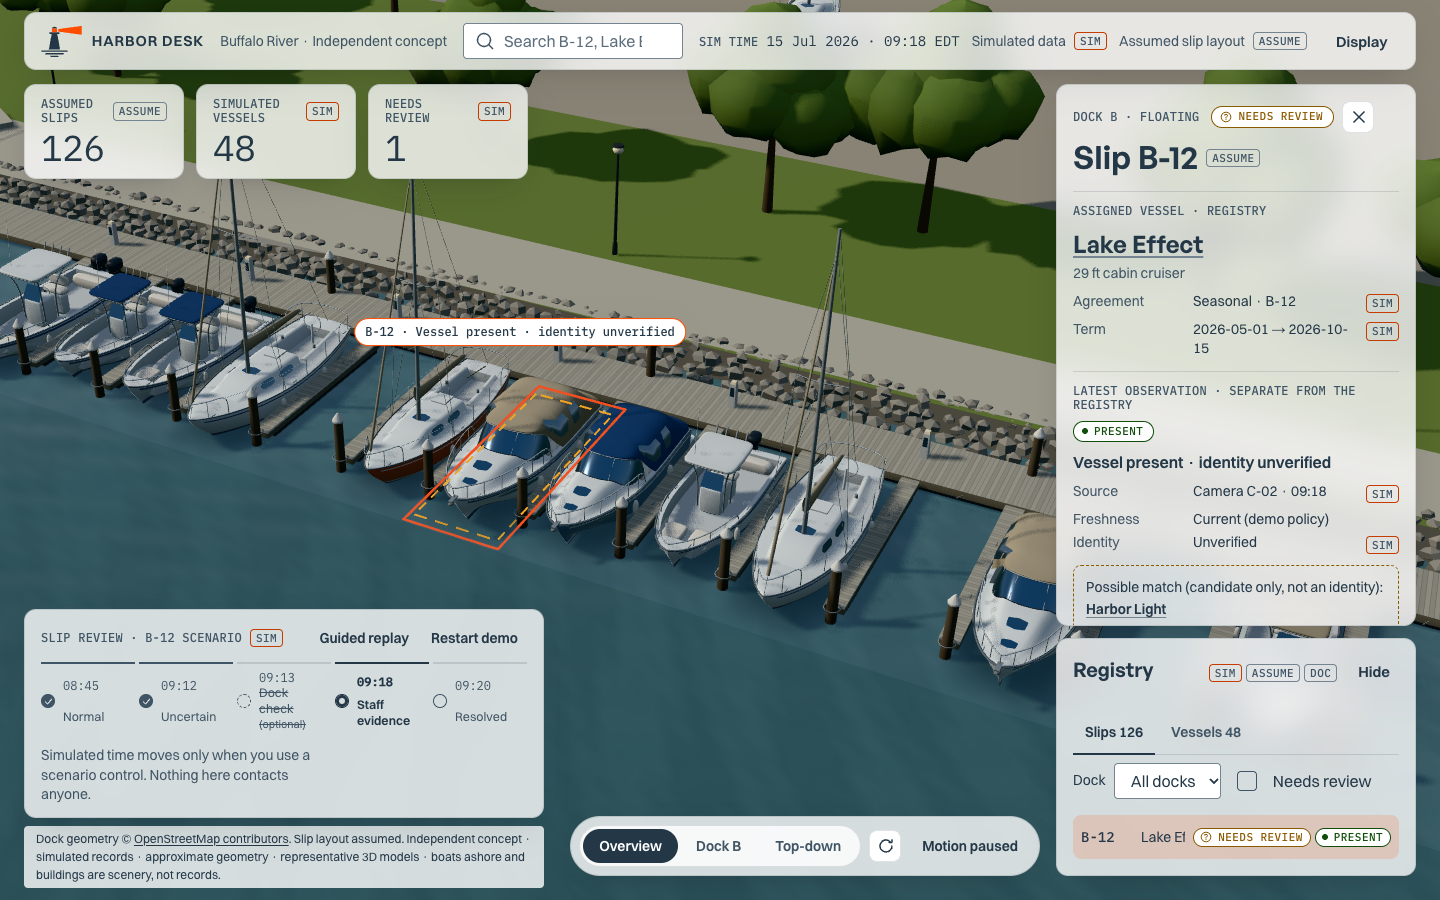 HARBOR DESK
Buffalo River · Independent concept
Search B-12, Lake E
SIM TIME 15 Jul 2026 · 09:18 EDT
Simulated data SIM
Assumed slip layout ASSUME
Display
ASSUMED SLIPS ASSUME
126
SIMULATED VESSELS SIM
48
NEEDS REVIEW SIM
1
B-12 · Vessel present · identity unverified
DOCK B · FLOATING
NEEDS REVIEW
Slip B-12 ASSUME
ASSIGNED VESSEL · REGISTRY
Lake Effect
29 ft cabin cruiser
Agreement Seasonal · B-12 SIM
Term 2026-05-01 → 2026-10-
15 SIM
LATEST OBSERVATION · SEPARATE FROM THE
REGISTRY
PRESENT
Vessel present · identity unverified
Source Camera C-02 · 09:18 SIM
Freshness Current (demo policy)
Identity Unverified SIM
Possible match (candidate only, not an identity):
Harbor Light
SLIP REVIEW · B-12 SCENARIO SIM
Guided replay
Restart demo
08:45
Normal
09:12
Uncertain
09:13
Dock
check
(optional)
09:18
Staff
evidence
09:20
Resolved
Simulated time moves only when you use a
scenario control. Nothing here contacts
anyone.
Dock geometry © OpenStreetMap contributors. Slip layout assumed. Independent concept ·
simulated records · approximate geometry · representative 3D models · boats ashore and
buildings are scenery, not records.
Overview
Dock B
Top-down
Motion paused
Registry
SIM ASSUME DOC
Hide
Slips 126
Vessels 48
Dock All docks
Needs review
B-12 Lake Ef NEEDS REVIEW PRESENT